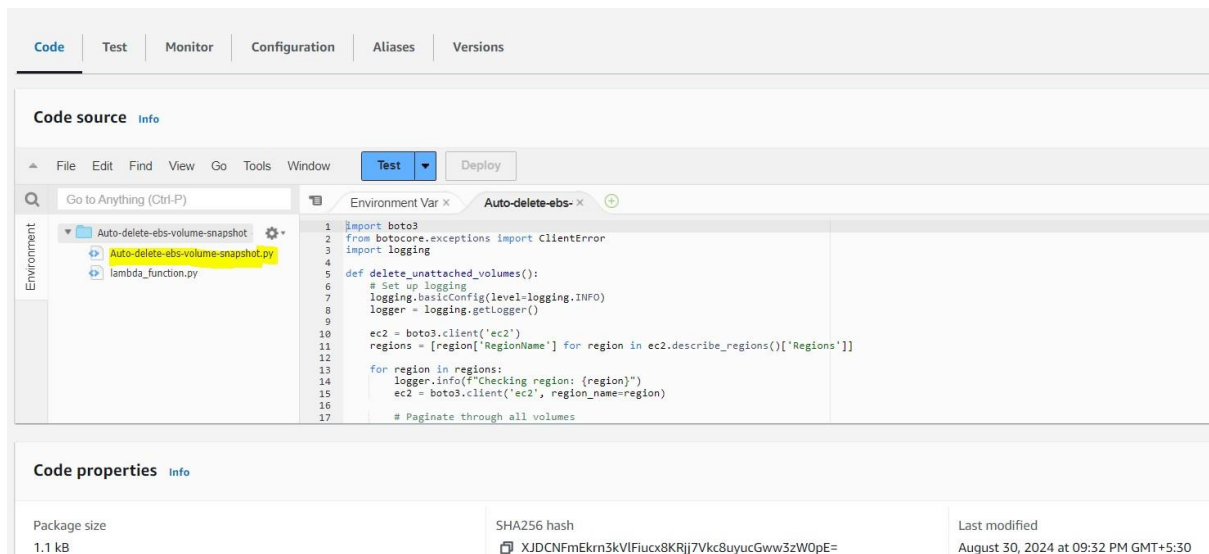 Code Test Monitor Configuration Aliases Versions
Code source Info
File Edit Find View Go Tools Window Test Deploy
Go to Anything (Ctrl-P) Environment Var × Auto-delete-ebs- ×
Environment
Auto-delete-ebs-volume-snapshot
Auto-delete-ebs-volume-snapshot.py
lambda_function.py
1 import boto3
2 from botocore.exceptions import ClientError
3 import logging
4
5 def delete_unattached_volumes():
6 # Set up logging
7 logging.basicConfig(level=logging.INFO)
8 logger = logging.getLogger()
9
10 ec2 = boto3.client('ec2')
11 regions = [region['RegionName'] for region in ec2.describe_regions()['Regions']]
12
13 for region in regions:
14 logger.info(f"Checking region: {region}")
15 ec2 = boto3.client('ec2', region_name=region)
16
17 # Paginate through all volumes
Code properties Info
Package size SHA256 hash Last modified
1.1 kB XJDCNFmEkrn3kVlFiucx8KRjj7Vkc8uyucGww3zW0pE= August 30, 2024 at 09:32 PM GMT+5:30